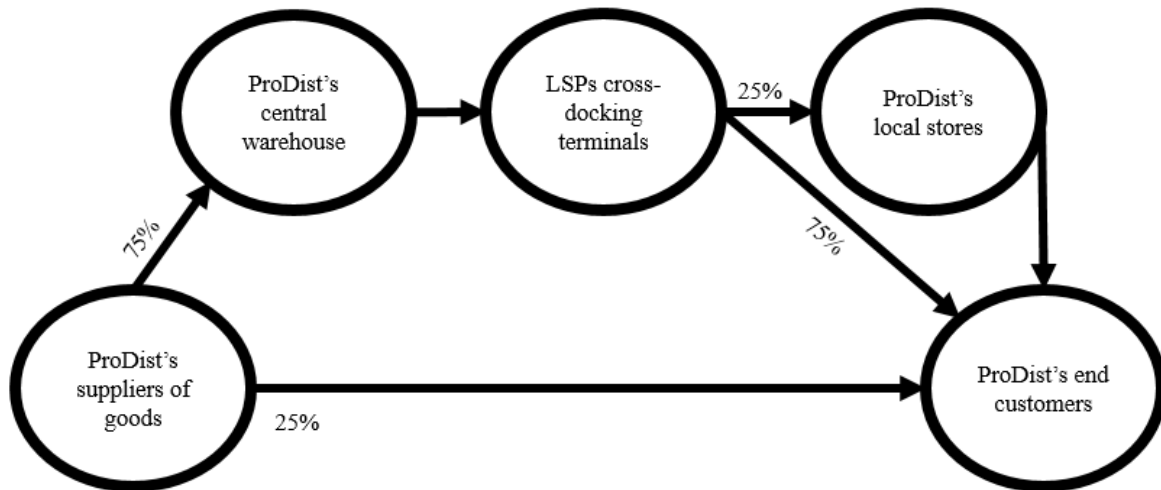 ProDist's
central
warehouse
LSPs cross-
docking
terminals
25%
ProDist's
local stores
75%
75%
ProDist's
suppliers of
goods
25%
ProDist's end
customers